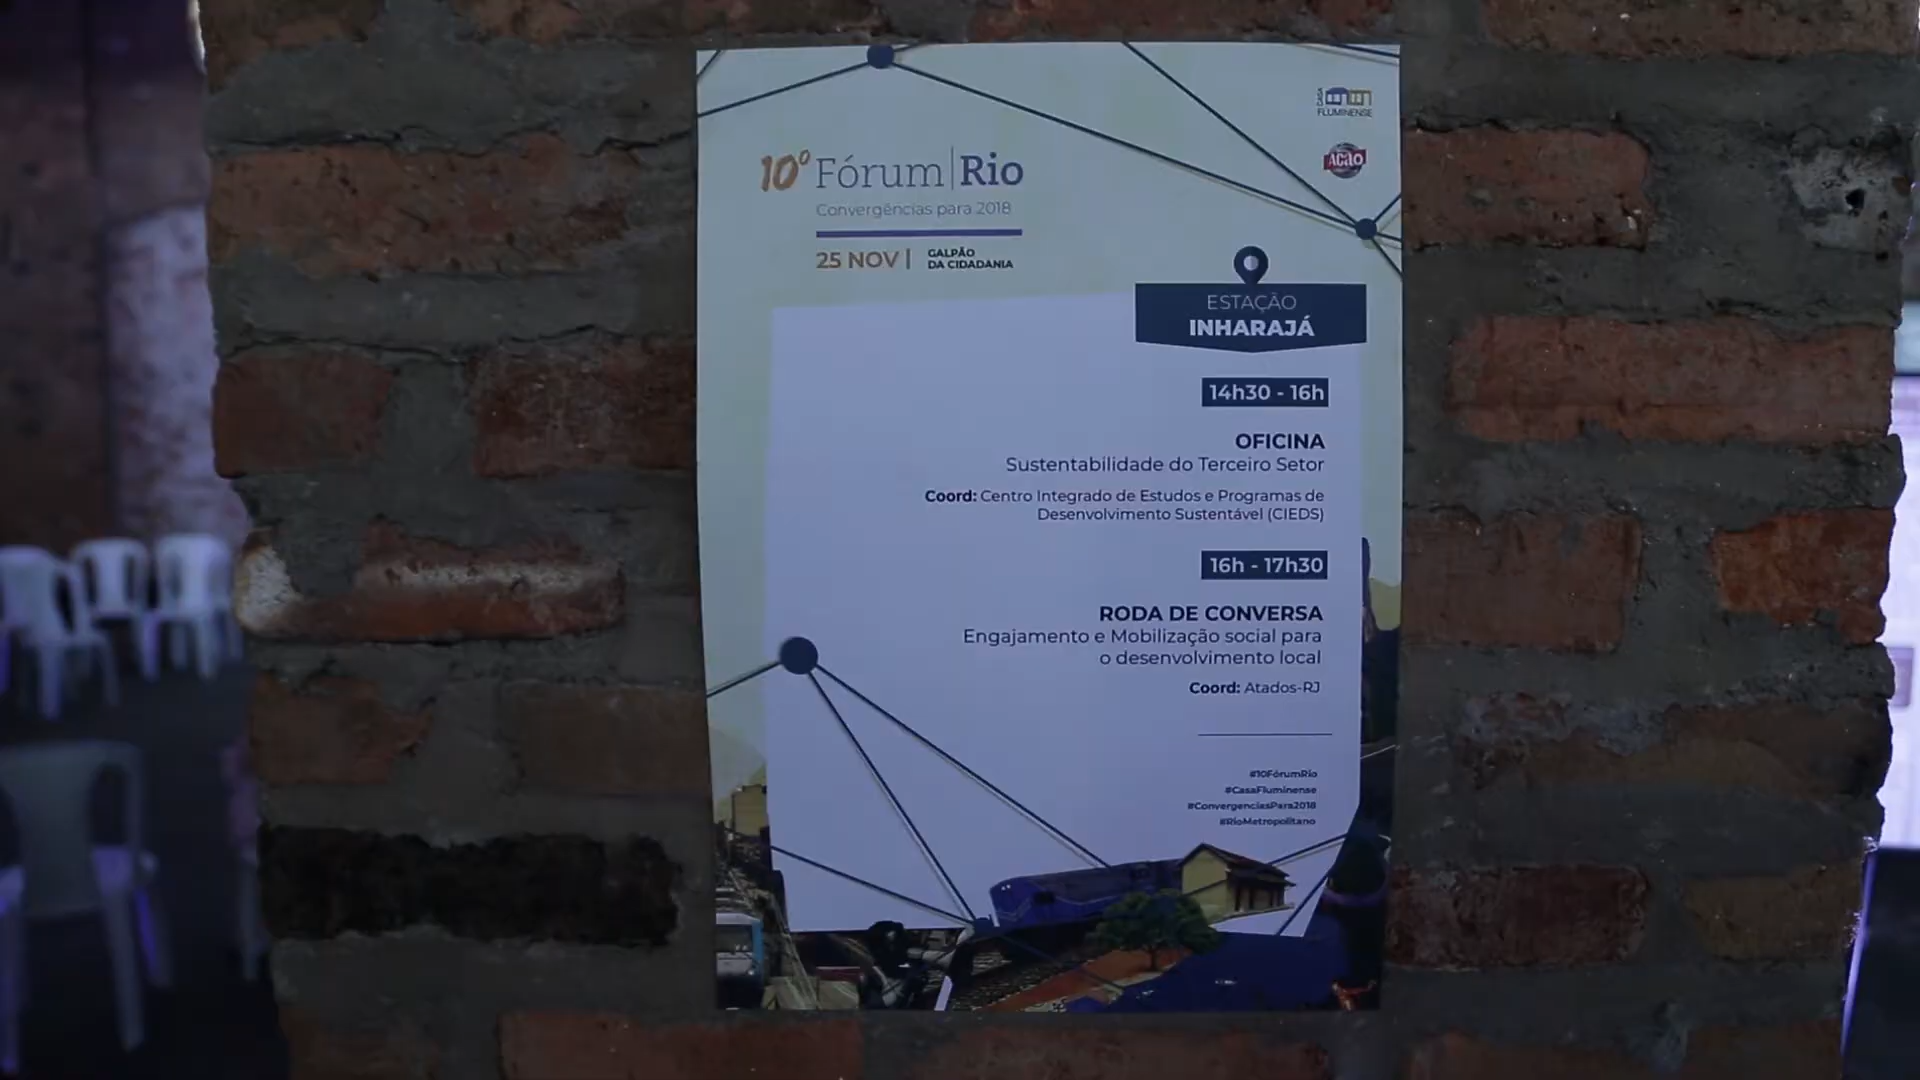 CASA
FLUMINENSE
Ação
10º Fórum|Rio
Convergências para 2018
25 NOV | GALPÃO
DA CIDADANIA
ESTAÇÃO
INHARAJÁ
14h30 - 16h
OFICINA
Sustentabilidade do Terceiro Setor
Coord: Centro Integrado de Estudos e Programas de
Desenvolvimento Sustentável (CIEDS)
16h - 17h30
RODA DE CONVERSA
Engajamento e Mobilização social para
o desenvolvimento local
Coord: Atados-RJ
#10FórumRio
#CasaFluminense
#ConvergenciasPara2018
#RioMetropolitano